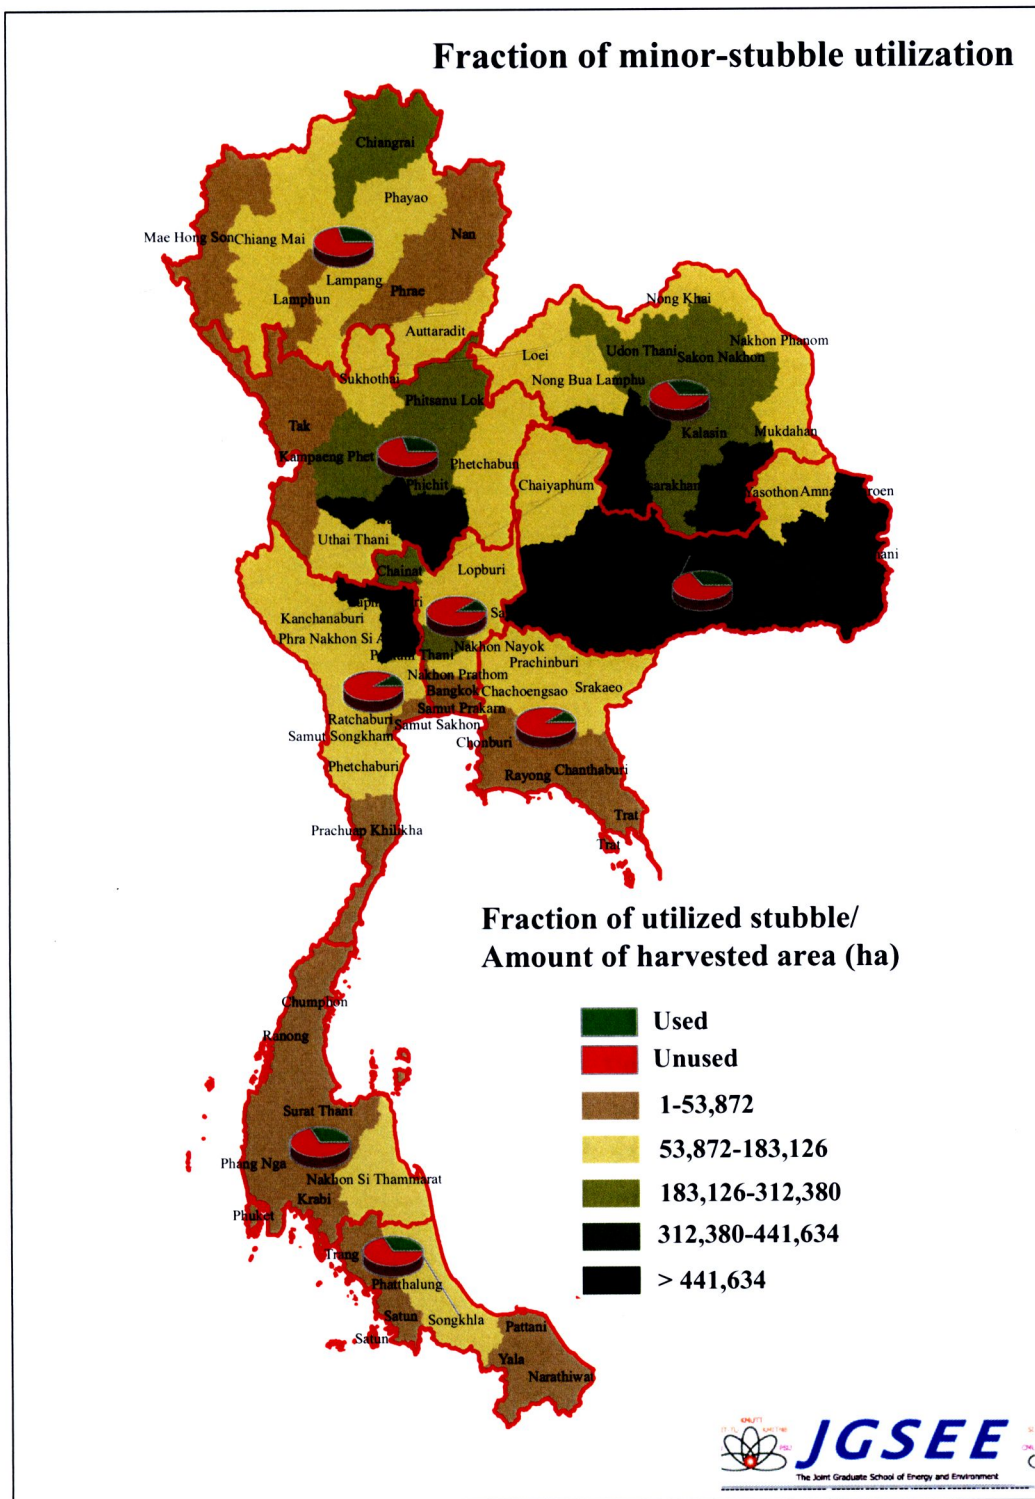 Fraction of minor-stubble utilization
Chiangrai
Phayao
Nan
Mae Hong Son
Chiang Mai
Lampang
Phrae
Lamphun
Auttaradit
Nong Khai
Nakhon Phanom
Loei
Udon Thani
Sakon Nakhon
Sukhothai
Nong Bua Lamphu
Phitsanu Lok
Tak
Kalasin
Mukdahan
Kampaeng Phet
Phetchaburi
Phichit
Chaiyaphum
Yasothon
Uthai Thani
Chainat
Lopburi
Kanchanaburi
Phra Nakhon Si A
Nakhon Nayok
Prachinburi
Nakhon Prathom
Bangkok
Chachoengsao
Srakaeo
Samut Prakarn
Ratchaburi
Samut Sakhon
Samut Songkham
Chonburi
Phetchaburi
Rayong
Chanthaburi
Trat
Prachuap Khilikha
Trat
Fraction of utilized stubble/
Amount of harvested area (ha)
Used
Unused
1-53,872
53,872-183,126
183,126-312,380
312,380-441,634
> 441,634
Chumphon
Ranong
Surat Thani
Phang Nga
Nakhon Si Thammarat
Krabi
Phuket
Trang
Phatthalung
Satun
Songkhla
Pattani
Satun
Yala
Narathiwat
JGSEE
The Joint Graduate School of Energy and Environment